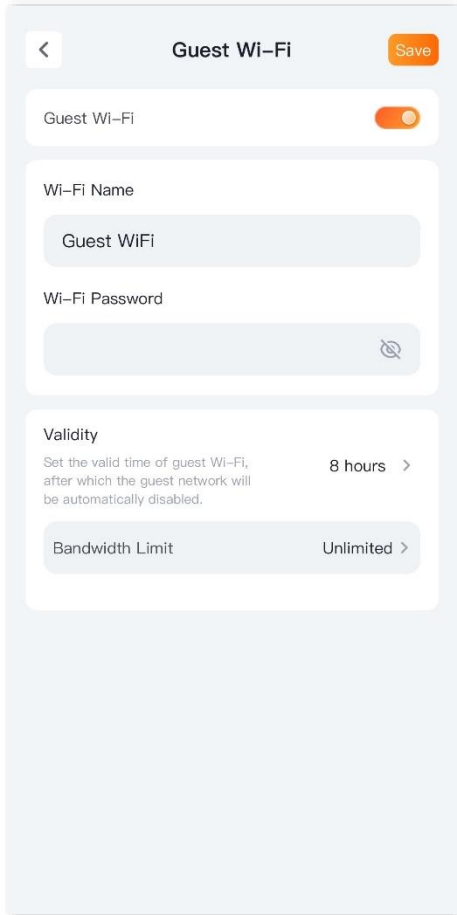 Guest Wi-Fi
Save
Guest Wi-Fi
Wi-Fi Name
Guest WiFi
Wi-Fi Password
Validity
Set the valid time of guest Wi-Fi,
after which the guest network will
be automatically disabled.
8 hours
Bandwidth Limit
Unlimited